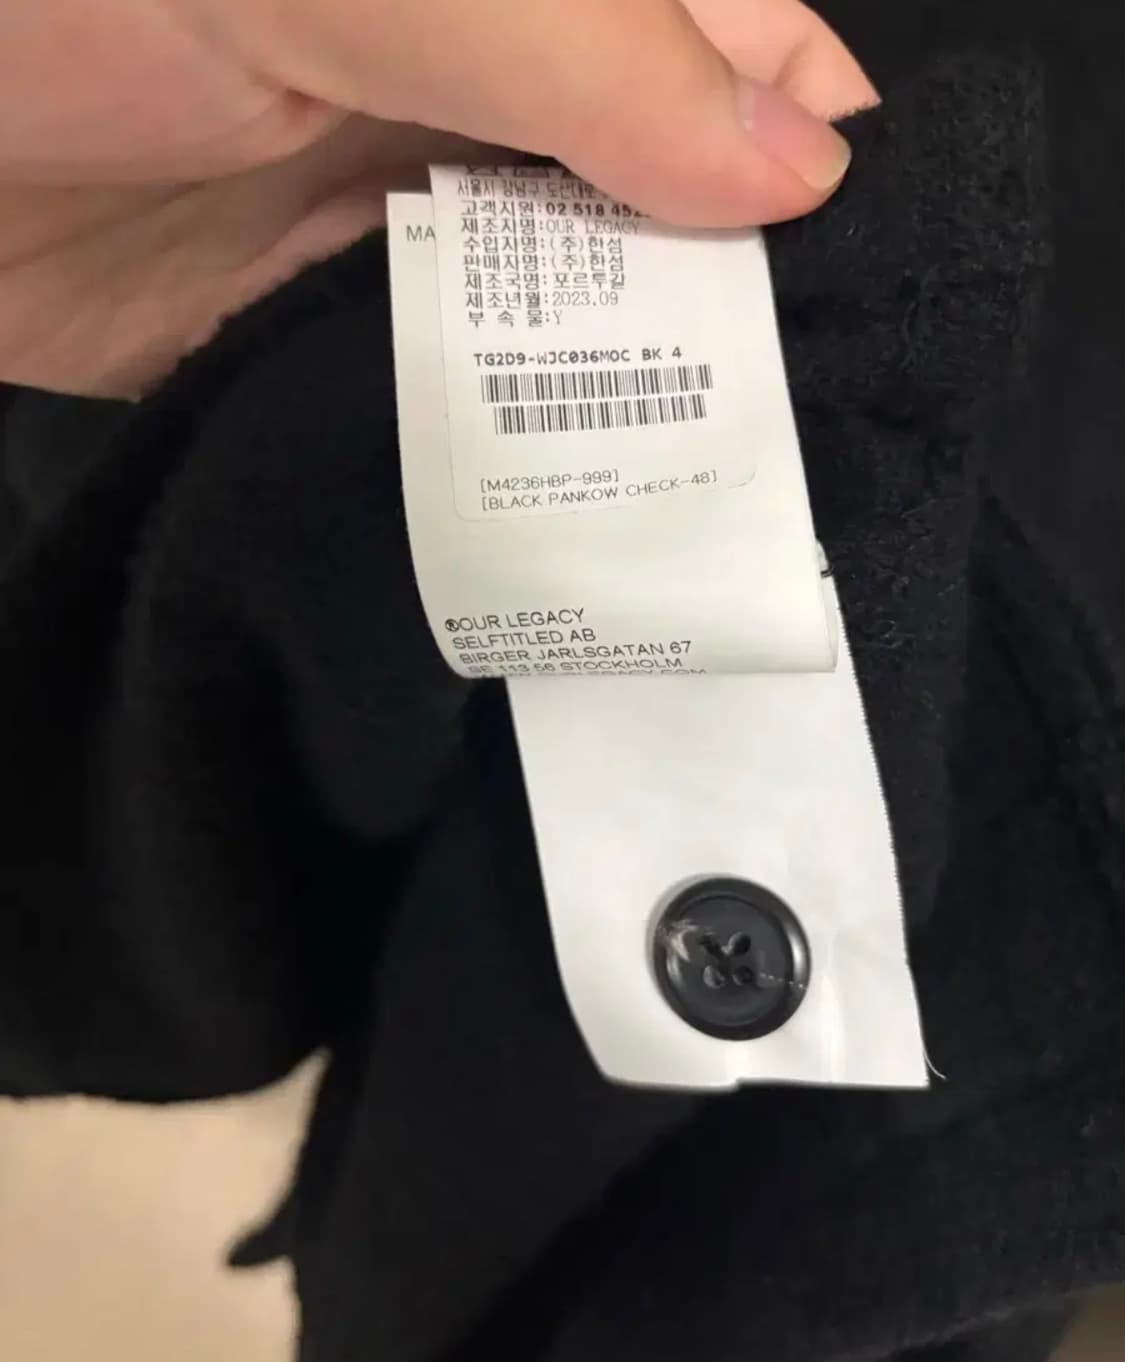 MA
서울시 강남구 도산대로
고객지원:02 518 452
제조자명:OUR LEGACY
수입자명:(주)한섬
판매자명:(주)한섬
제조국명:포르투갈
제조년월:2023.09
부 속 물:Y
TG2D9-WJC036MOC BK 4
[M4236HBP-999]
[BLACK PANKOW CHECK-48]
®OUR LEGACY
SELFTITLED AB
BIRGER JARLSGATAN 67
SE 113 56 STOCKHOLM